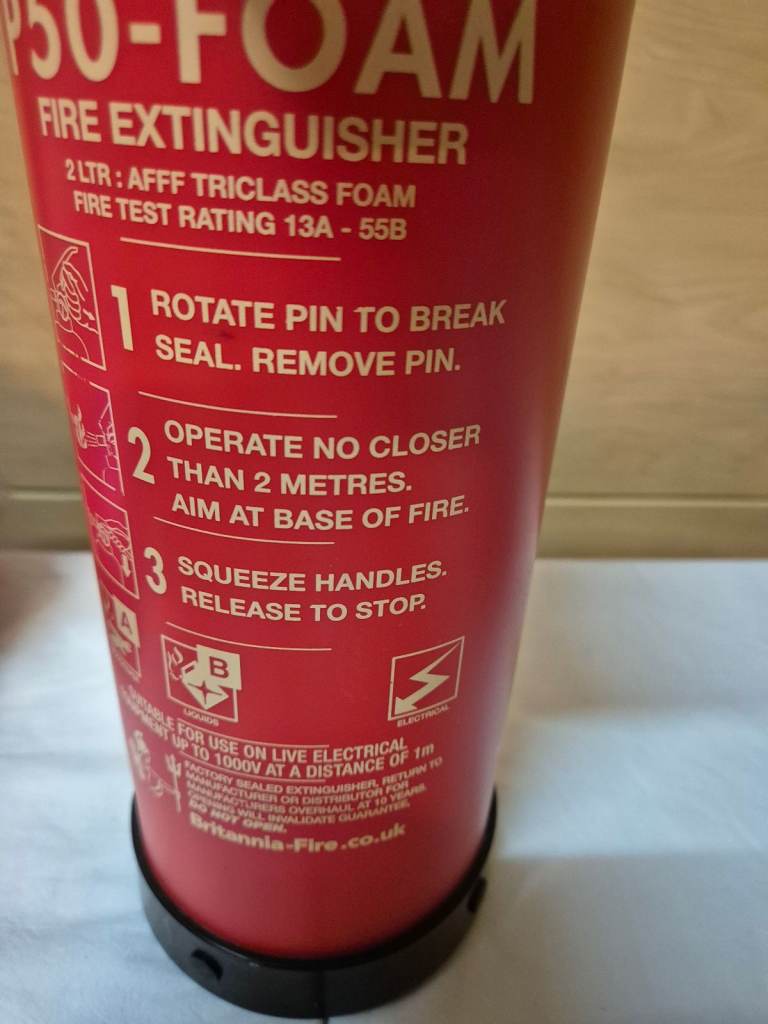 P50-FOAM
FIRE EXTINGUISHER
2 LTR : AFFF TRICLASS FOAM
FIRE TEST RATING 13A - 55B
1 ROTATE PIN TO BREAK
SEAL. REMOVE PIN.
2 OPERATE NO CLOSER
THAN 2 METRES.
AIM AT BASE OF FIRE.
3 SQUEEZE HANDLES.
RELEASE TO STOP.
A
B
LIQUIDS
ELECTRICAL
SUITABLE FOR USE ON LIVE ELECTRICAL
EQUIPMENT UP TO 1000V AT A DISTANCE OF 1m
FACTORY SEALED EXTINGUISHER, RETURN TO
MANUFACTURER OR DISTRIBUTOR FOR
MANUFACTURERS OVERHAUL AT 10 YEARS.
OPENING WILL INVALIDATE GUARANTEE.
DO NOT OPEN.
Britannia-Fire.co.uk